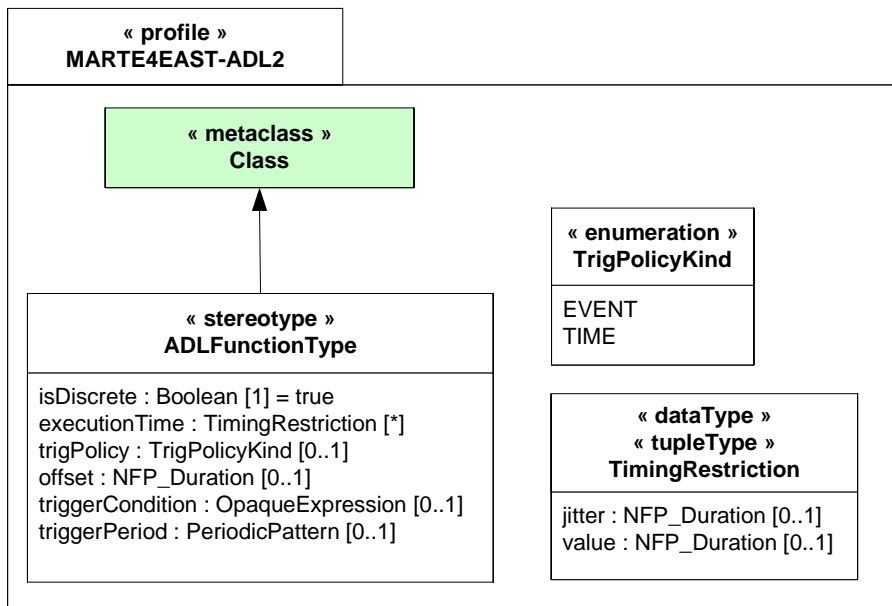 « profile »
MARTE4EAST-ADL2
« metaclass »
Class
« stereotype »
ADLFunctionType
isDiscrete : Boolean [1] = true
executionTime : TimingRestriction [*]
trigPolicy : TrigPolicyKind [0..1]
offset : NFP_Duration [0..1]
triggerCondition : OpaqueExpression [0..1]
triggerPeriod : PeriodicPattern [0..1]
« enumeration »
TrigPolicyKind
EVENT
TIME
« dataType »
« tupleType »
TimingRestriction
jitter : NFP_Duration [0..1]
value : NFP_Duration [0..1]